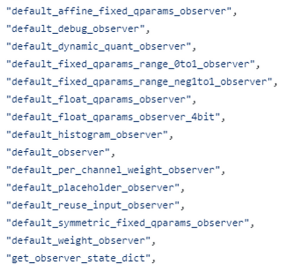 "default_affine_fixed_qparams_observer",
"default_debug_observer",
"default_dynamic_quant_observer",
"default_fixed_qparams_range_0to1_observer",
"default_fixed_qparams_range_neg1to1_observer",
"default_float_qparams_observer",
"default_float_qparams_observer_4bit",
"default_histogram_observer",
"default_observer",
"default_per_channel_weight_observer",
"default_placeholder_observer",
"default_reuse_input_observer",
"default_symmetric_fixed_qparams_observer",
"default_weight_observer",
"get_observer_state_dict",